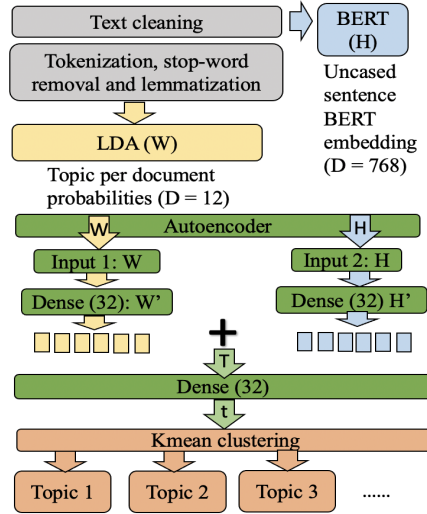 Text cleaning
BERT
(H)
Tokenization, stop-word
removal and lemmatization
Uncased
sentence
BERT
embedding
(D = 768)
LDA (W)
Topic per document
probabilities (D = 12)
W
Autoencoder
H
Input 1: W
Input 2: H
Dense (32): W’
Dense (32) H’
+
T
Dense (32)
t
Kmean clustering
Topic 1
Topic 2
Topic 3
......